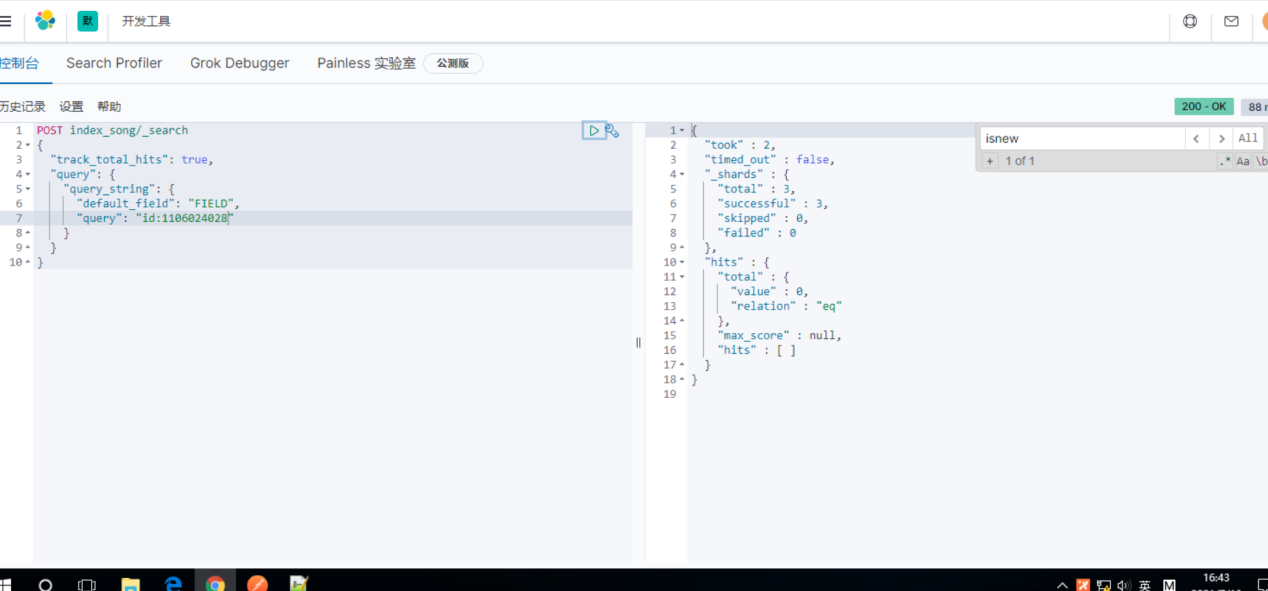 默 开发工具
控制台 Search Profiler Grok Debugger Painless 实验室 公测版
历史记录 设置 帮助 200 - OK 88
1 POST index_song/_search
2 {
3 "track_total_hits": true,
4 "query": {
5 "query_string": {
6 "default_field": "FIELD",
7 "query": "id:1106024028"
8 }
9 }
10 }
1 {
2 "took" : 2,
3 "timed_out" : false,
4 "_shards" : {
5 "total" : 3,
6 "successful" : 3,
7 "skipped" : 0,
8 "failed" : 0
9 },
10 "hits" : {
11 "total" : {
12 "value" : 0,
13 "relation" : "eq"
14 },
15 "max_score" : null,
16 "hits" : [ ]
17 }
18 }
19
isnew < > All
+ 1 of 1 .* Aa \b
英 M 16:43